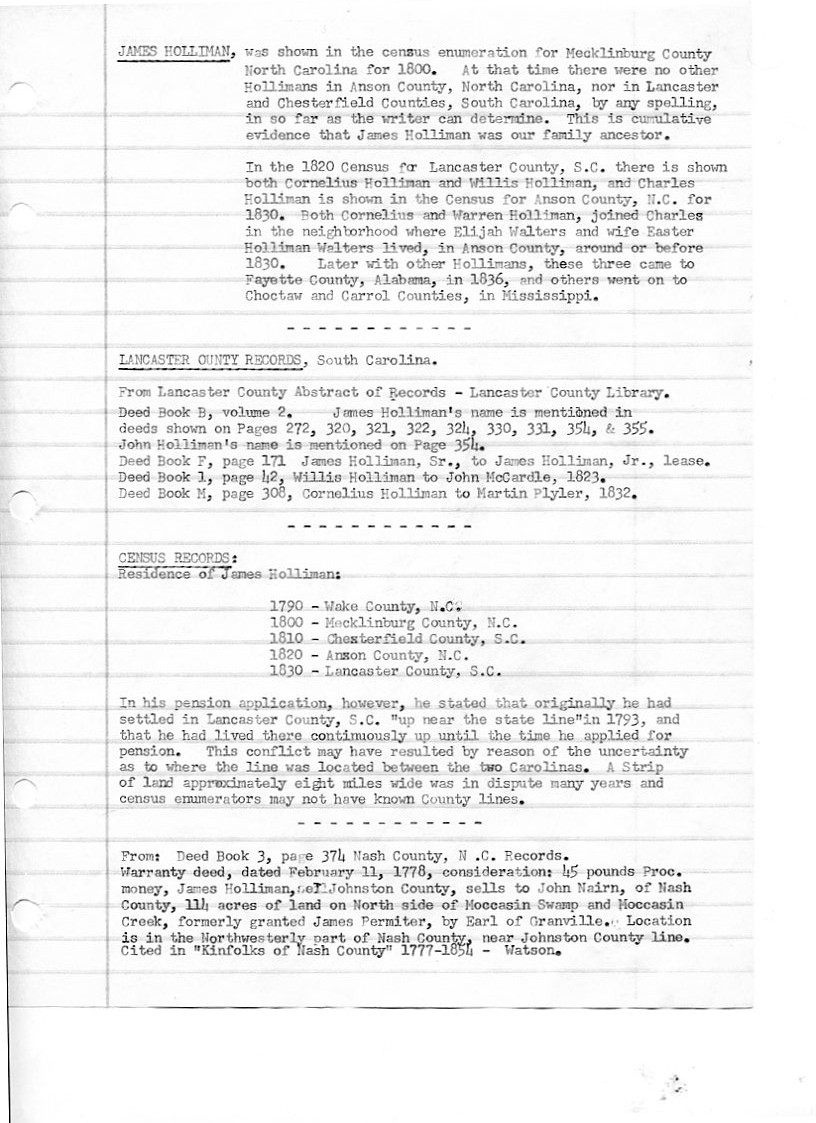 JAMES HOLLIMAN, was shown in the census enumeration for Mecklinburg County
North Carolina for 1800. At that time there were no other
Hollimans in Anson County, North Carolina, nor in Lancaster
and Chesterfield Counties, South Carolina, by any spelling,
in so far as the writer can determine. This is cumulative
evidence that James Holliman was our family ancestor.
In the 1820 Census for Lancaster County, S.C. there is shown
both Cornelius Holliman and Willis Holliman, and Charles
Holliman is shown in the Census for Anson County, N.C. for
1830. Both Cornelius and Warren Holliman, joined Charles
in the neighborhood where Elijah Walters and wife Easter
Holliman Walters lived, in Anson County, around or before
1830. Later with other Hollimans, these three came to
Fayette County, Alabama, in 1836, and others went on to
Choctaw and Carrol Counties, in Mississippi.
- - - - - - - - - - - -
LANCASTER OUNTY RECORDS, South Carolina.
From Lancaster County Abstract of Records - Lancaster County Library.
Deed Book B, volume 2. James Holliman's name is mentioned in
deeds shown on Pages 272, 320, 321, 322, 324, 330, 331, 354, & 355.
John Holliman's name is mentioned on Page 354.
Deed Book F, page 171 James Holliman, Sr., to James Holliman, Jr., lease.
Deed Book 1, page 42, Willis Holliman to John McCardle, 1823.
Deed Book M, page 308, Cornelius Holliman to Martin Plyler, 1832.
- - - - - - - - - - - -
CENSUS RECORDS:
Residence of James Holliman:
1790 - Wake County, N.C.
1800 - Mecklinburg County, N.C.
1810 - Chesterfield County, S.C.
1820 - Anson County, N.C.
1830 - Lancaster County, S.C.
In his pension application, however, he stated that originally he had
settled in Lancaster County, S.C. "up near the state line"in 1793, and
that he had lived there continuously up until the time he applied for
pension. This conflict may have resulted by reason of the uncertainty
as to where the line was located between the two Carolinas. A Strip
of land approximately eight miles wide was in dispute many years and
census enumerators may not have known County lines.
- - - - - - - - - - - -
From: Deed Book 3, page 374 Nash County, N .C. Records.
Warranty deed, dated February 11, 1778, consideration: 45 pounds Proc.
money, James Holliman, Johnston County, sells to John Nairn, of Nash
County, 114 acres of land on North side of Moccasin Swamp and Moccasin
Creek, formerly granted James Permiter, by Earl of Granville. Location
is in the Northwesterly part of Nash County, near Johnston County line.
Cited in "Kinfolks of Nash County" 1777-1854 - Watson.